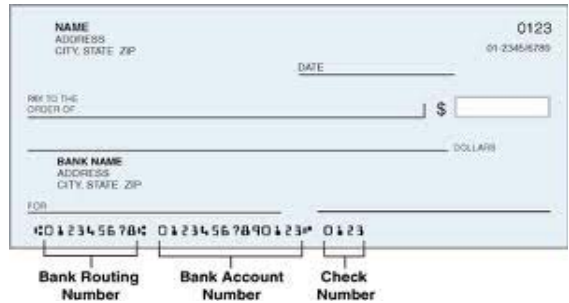 NAME 0123
ADDRESS 01-2345/6789
CITY, STATE ZIP
DATE
PAY TO THE
ORDER OF $
DOLLARS
BANK NAME
ADDRESS
CITY, STATE ZIP
FOR
⑆012345678⑆ 01234567890123⑈ 0123
Bank Routing Number
Bank Account Number
Check Number